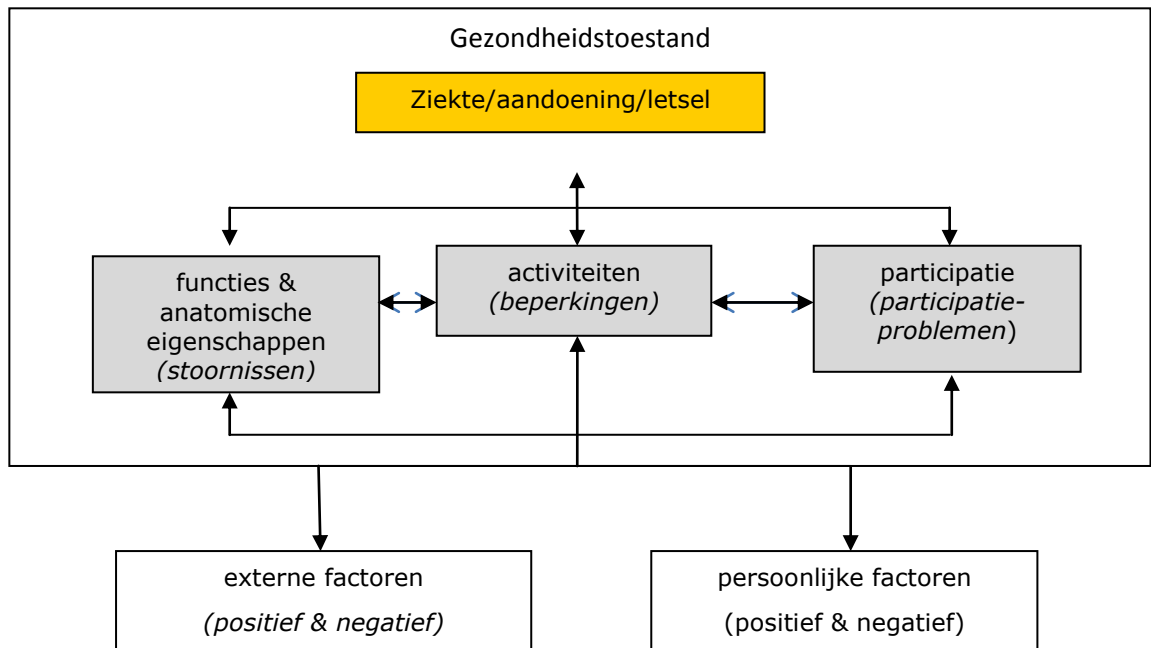 Gezondheidstoestand
Ziekte/aandoening/letsel
functies &
anatomische
eigenschappen
(stoornissen)
activiteiten
(beperkingen)
participatie
(participatie-
problemen)
externe factoren
(positief & negatief)
persoonlijke factoren
(positief & negatief)